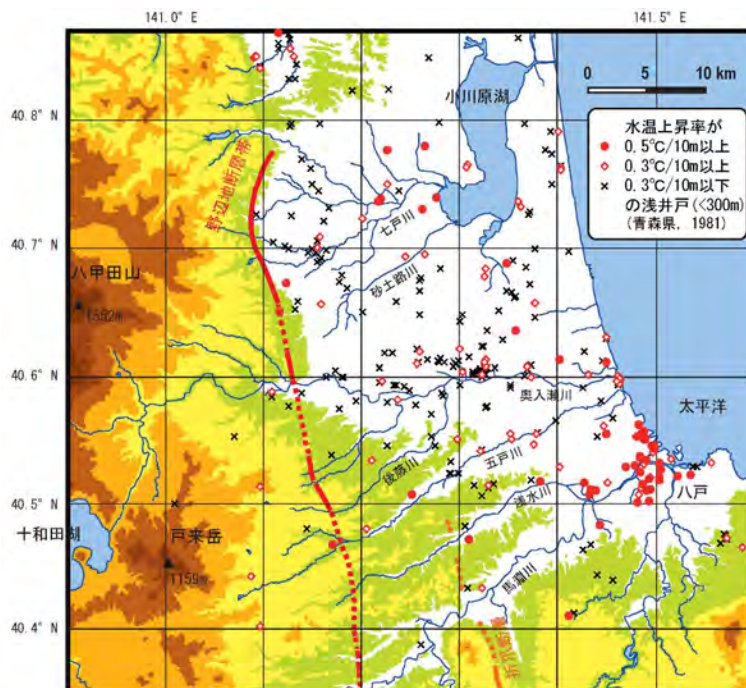 141.0° E
141.5° E
40.8° N
40.7° N
40.6° N
40.5° N
40.4° N
0 5 10 km
水温上昇率が
0.5℃/10m以上
0.3℃/10m以上
0.3℃/10m以下
の浅井戸(<300m)
(青森県, 1981)
小川原湖
野辺地断層帯
七戸川
砂土路川
八甲田山
奥入瀬川
太平洋
後藤川
五戸川
浅水川
八戸
十和田湖
戸来岳
1159m
馬淵川